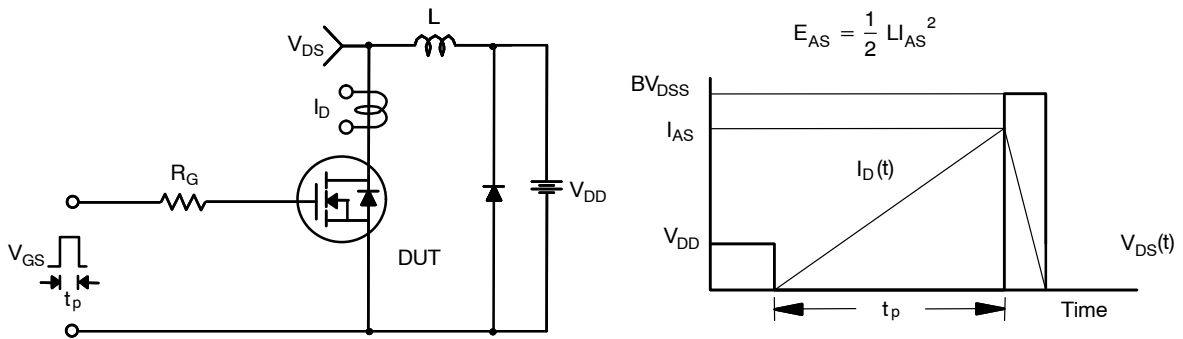 V_DS
L
I_D
R_G
V_DD
V_GS
DUT
t_p
E_AS = 1/2 LI_AS^2
BV_DSS
I_AS
I_D(t)
V_DD
V_DS(t)
t_p
Time